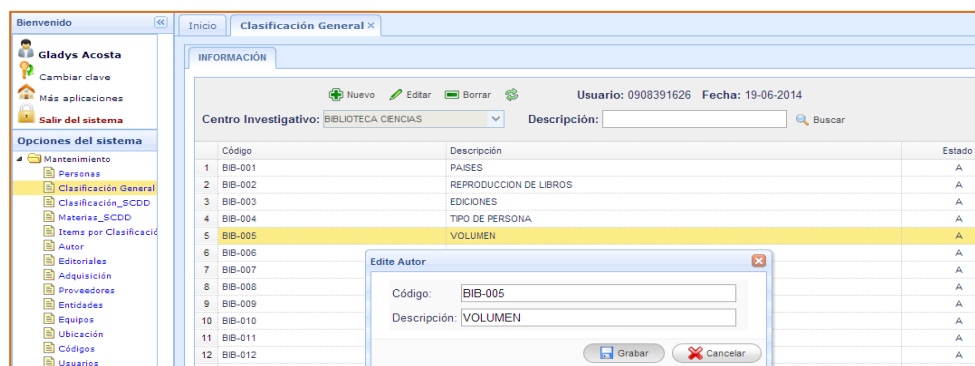 Bienvenido
Gladys Acosta
Cambiar clave
Más aplicaciones
Salir del sistema
Opciones del sistema
Mantenimiento
Personas
Clasificación General
Clasificación_SCDD
Materias_SCDD
Items por Clasificació
Autor
Editoriales
Adquisición
Proveedores
Entidades
Equipos
Ubicación
Códigos
Usuarios
Inicio Clasificación General
INFORMACIÓN
Nuevo Editar Borrar Usuario: 0908391626 Fecha: 19-06-2014
Centro Investigativo: BIBLIOTECA CIENCIAS Descripción: Buscar
Código Descripción Estado
1 BIB-001 PAISES A
2 BIB-002 REPRODUCCION DE LIBROS A
3 BIB-003 EDICIONES A
4 BIB-004 TIPO DE PERSONA A
5 BIB-005 VOLUMEN A
6 BIB-006 A
7 BIB-007 A
8 BIB-008 A
9 BIB-009 A
10 BIB-010 A
11 BIB-011 A
12 BIB-012 A
Edite Autor
Código: BIB-005
Descripción: VOLUMEN
Grabar Cancelar